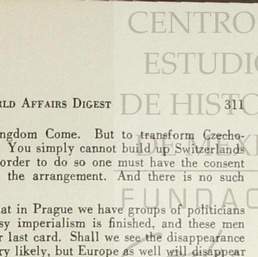 CENTRO
ESTUDIO
RLD AFFAIRS DIGEST 311
DE HISTO
ngdom Come. But to transform Czecho-
You simply cannot build up Switzerlands
order to do so one must have the consent
the arrangement. And there is no such
FUNDAC
at in Prague we have groups of politicians
sy imperialism is finished, and these men
r last card. Shall we see the disappearance
ry likely, but Europe as well will disappear